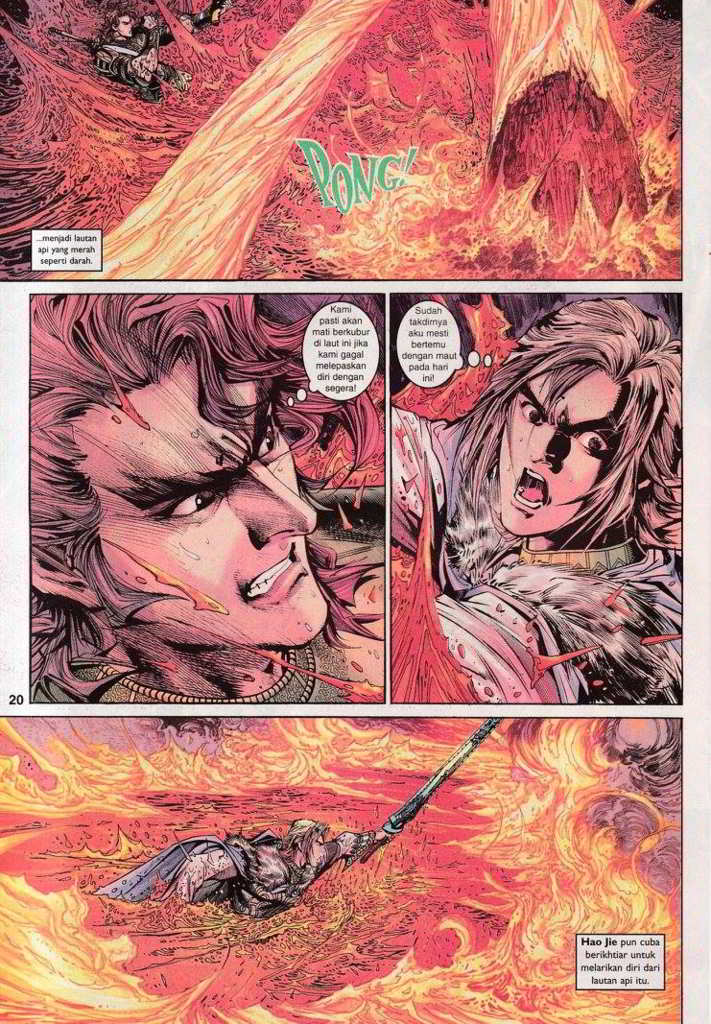 PONG!
...menjadi lautan
api yang merah
seperti darah.
Kami
pasti akan
mati berkubur
di laut ini jika
kami gagal
melepaskan
diri dengan
segera!
Sudah
takdirnya
aku mesti
bertemu
dengan maut
pada hari
ini!
20
Hao Jie pun cuba
berikhtiar untuk
melarikan diri dari
lautan api itu.